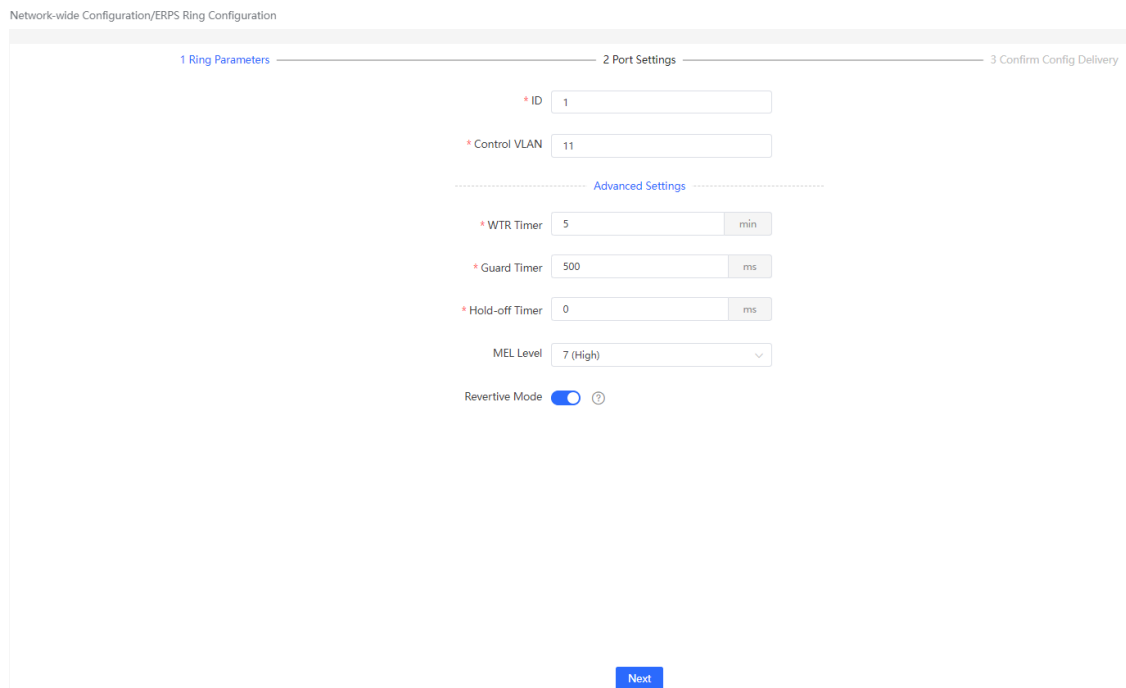 Network-wide Configuration/ERPS Ring Configuration
1 Ring Parameters 2 Port Settings 3 Confirm Config Delivery
* ID 1
* Control VLAN 11
Advanced Settings
* WTR Timer 5 min
* Guard Timer 500 ms
* Hold-off Timer 0 ms
MEL Level 7 (High)
Revertive Mode ?
Next